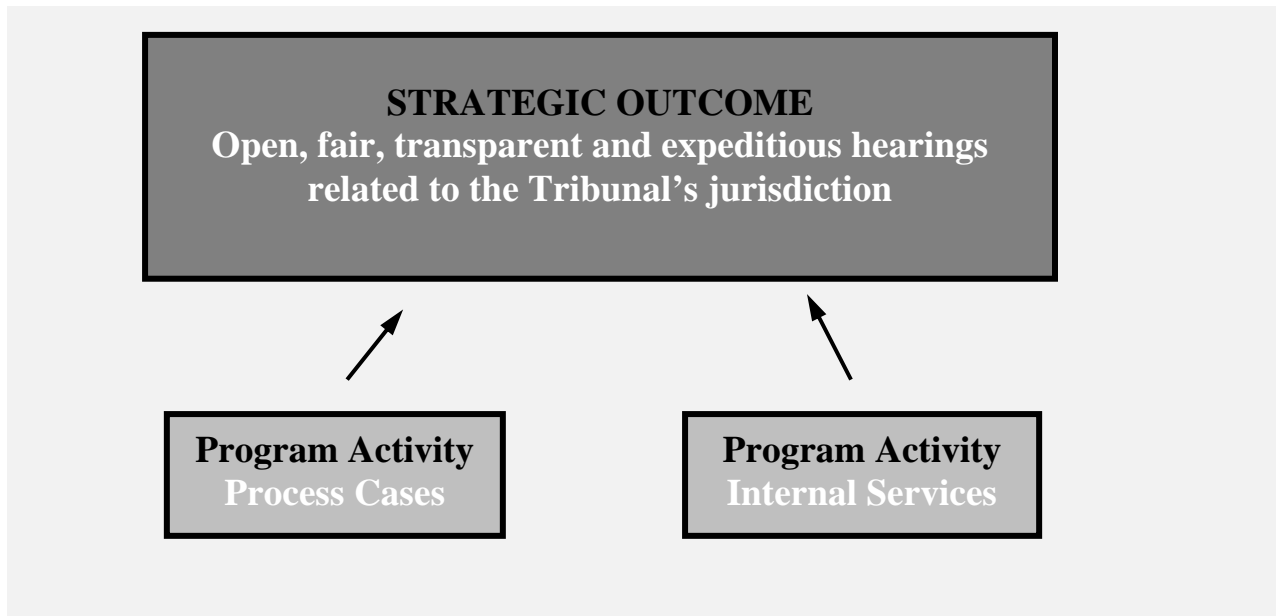 STRATEGIC OUTCOME
Open, fair, transparent and expeditious hearings
related to the Tribunal’s jurisdiction
Program Activity
Process Cases
Program Activity
Internal Services